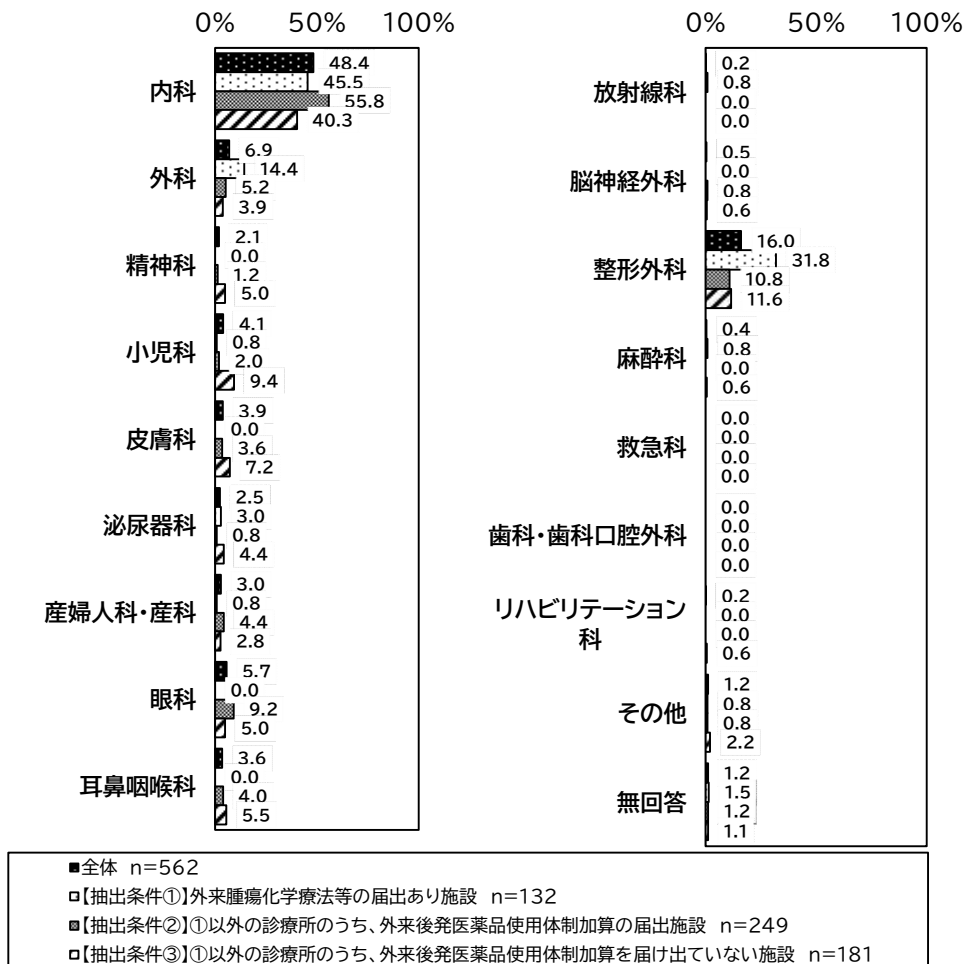 0% 50% 100%
内科
48.4
45.5
55.8
40.3
外科
6.9
14.4
5.2
3.9
精神科
2.1
0.0
1.2
5.0
小児科
4.1
0.8
2.0
9.4
皮膚科
3.9
0.0
3.6
7.2
泌尿器科
2.5
3.0
0.8
4.4
産婦人科・産科
3.0
0.8
4.4
2.8
眼科
5.7
0.0
9.2
5.0
耳鼻咽喉科
3.6
0.0
4.0
5.5
0% 50% 100%
放射線科
0.2
0.8
0.0
0.0
脳神経外科
0.5
0.0
0.8
0.6
整形外科
16.0
31.8
10.8
11.6
麻酔科
0.4
0.8
0.0
0.6
救急科
0.0
0.0
0.0
0.0
歯科・歯科口腔外科
0.0
0.0
0.0
0.0
リハビリテーション
科
0.2
0.0
0.0
0.6
その他
1.2
0.8
0.8
2.2
無回答
1.2
1.5
1.2
1.1
全体 n=562
【抽出条件①】外来腫瘍化学療法等の届出あり施設 n=132
【抽出条件②】①以外の診療所のうち、外来後発医薬品使用体制加算の届出施設 n=249
【抽出条件③】①以外の診療所のうち、外来後発医薬品使用体制加算を届け出ていない施設 n=181